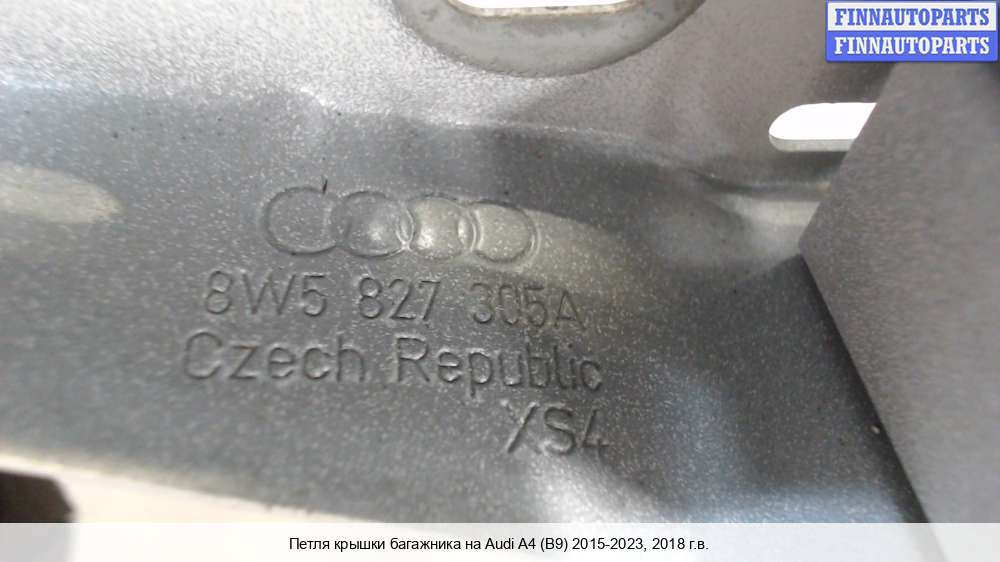 FINNAUTOPARTS
FINNAUTOPARTS
8W5 827 305A
Czech Republic
XS4
Петля крышки багажника на Audi A4 (B9) 2015-2023, 2018 г.в.